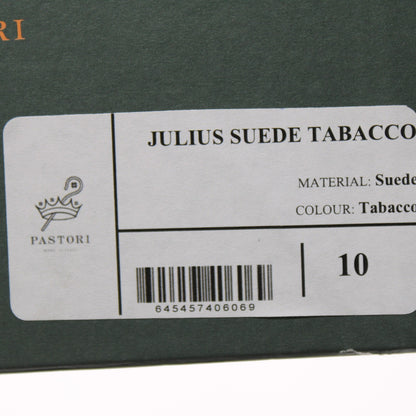 RI
JULIUS SUEDE TABACCO
MATERIAL: Suede
COLOUR: Tabacco
PASTORI
10
645457406069